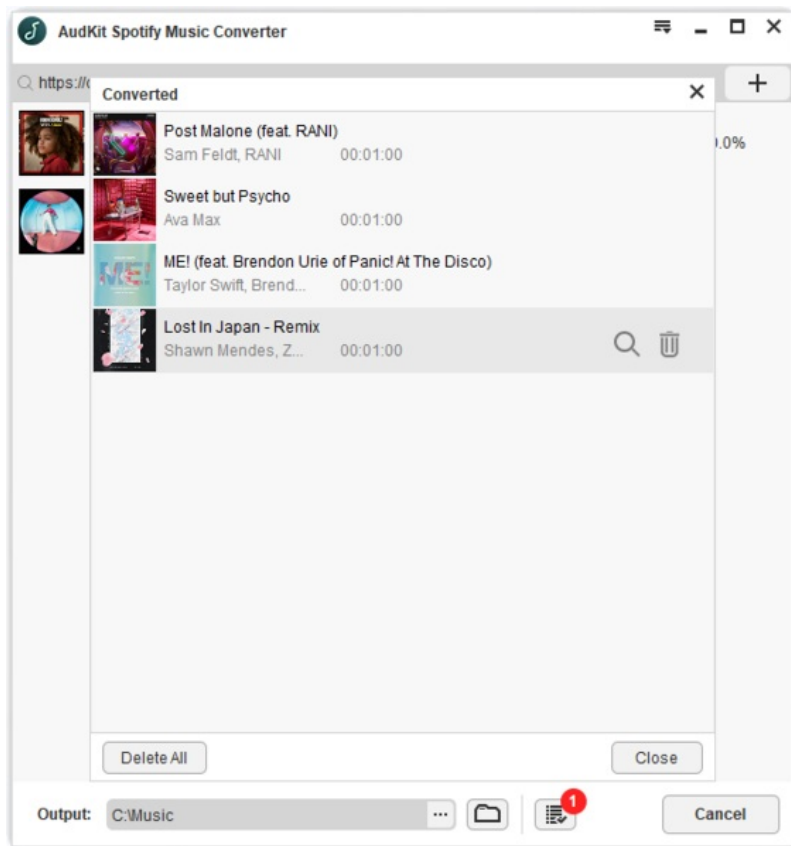 AudKit Spotify Music Converter
https://
Converted
Post Malone (feat. RANI)
Sam Feldt, RANI 00:01:00
.0%
Sweet but Psycho
Ava Max 00:01:00
ME! (feat. Brendon Urie of Panic! At The Disco)
Taylor Swift, Brend... 00:01:00
Lost In Japan - Remix
Shawn Mendes, Z... 00:01:00
Delete All Close
Output: C:\Music ... 1 Cancel